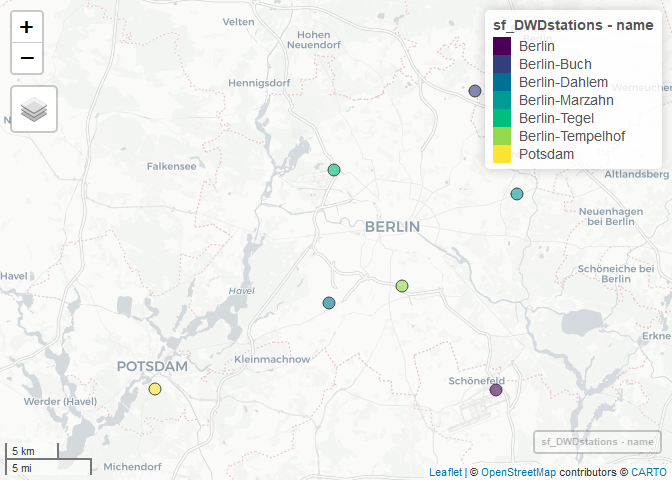 +
−
sf_DWDstations - name
Berlin
Berlin-Buch
Berlin-Dahlem
Berlin-Marzahn
Berlin-Tegel
Berlin-Tempelhof
Potsdam
Velten
Hohen
Neuendorf
Hennigsdorf
Werneuchen
Falkensee
Altlandsberg
BERLIN
Neuenhagen
bei Berlin
Schöneiche bei
Berlin
Havel
Havel
Erkne
Kleinmachnow
POTSDAM
Schönefeld
Werder (Havel)
Michendorf
5 km
5 mi
sf_DWDstations - name
Leaflet | © OpenStreetMap contributors © CARTO